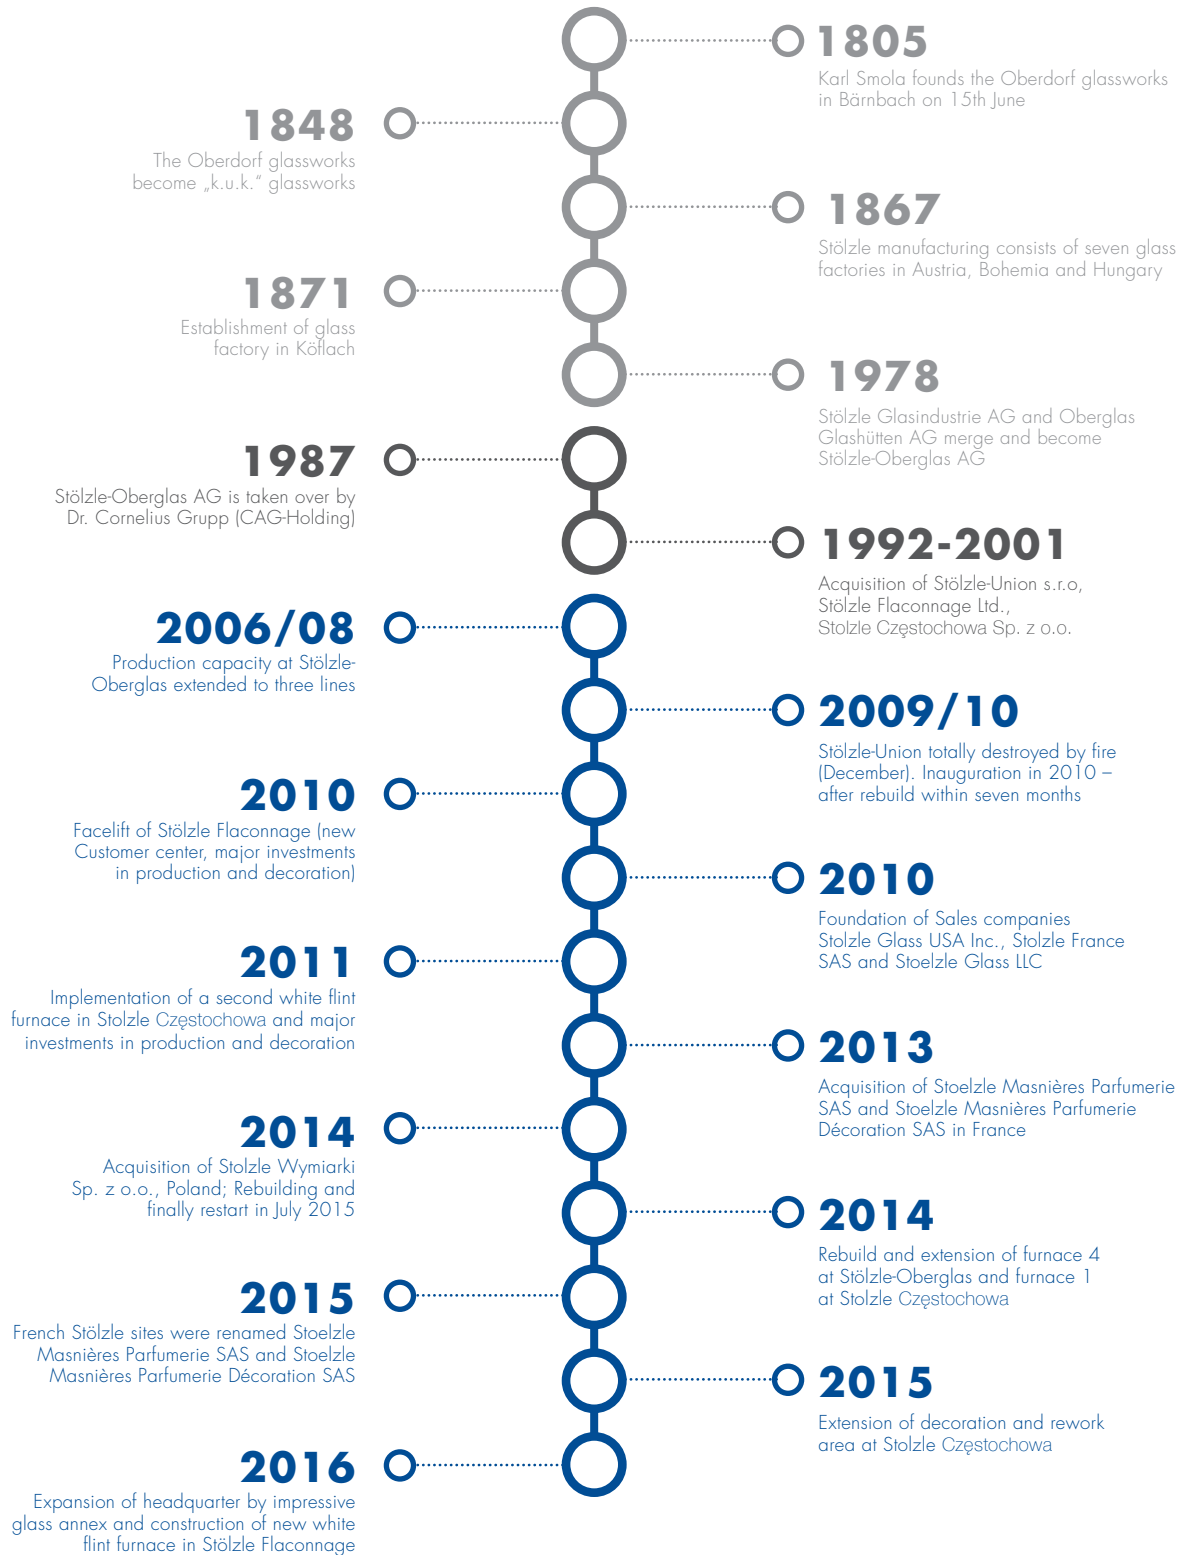 1805
Karl Smola founds the Oberdorf glassworks
in Bärnbach on 15th June
1848
The Oberdorf glassworks
become „k.u.k.“ glassworks
1867
Stölzle manufacturing consists of seven glass
factories in Austria, Bohemia and Hungary
1871
Establishment of glass
factory in Köflach
1978
Stölzle Glasindustrie AG and Oberglas
Glashütten AG merge and become
Stölzle-Oberglas AG
1987
Stölzle-Oberglas AG is taken over by
Dr. Cornelius Grupp (CAG-Holding)
1992-2001
Acquisition of Stölzle-Union s.r.o,
Stölzle Flaconnage Ltd.,
Stolzle Częstochowa Sp. z o.o.
2006/08
Production capacity at Stölzle-
Oberglas extended to three lines
2009/10
Stölzle-Union totally destroyed by fire
(December). Inauguration in 2010 –
after rebuild within seven months
2010
Facelift of Stölzle Flaconnage (new
Customer center, major investments
in production and decoration)
2010
Foundation of Sales companies
Stolzle Glass USA Inc., Stolzle France
SAS and Stoelzle Glass LLC
2011
Implementation of a second white flint
furnace in Stolzle Częstochowa and major
investments in production and decoration
2013
Acquisition of Stoelzle Masnières Parfumerie
SAS and Stoelzle Masnières Parfumerie
Décoration SAS in France
2014
Acquisition of Stolzle Wymiarki
Sp. z o.o., Poland; Rebuilding and
finally restart in July 2015
2014
Rebuild and extension of furnace 4
at Stölzle-Oberglas and furnace 1
at Stolzle Częstochowa
2015
French Stölzle sites were renamed Stoelzle
Masnières Parfumerie SAS and Stoelzle
Masnières Parfumerie Décoration SAS
2015
Extension of decoration and rework
area at Stolzle Częstochowa
2016
Expansion of headquarter by impressive
glass annex and construction of new white
flint furnace in Stölzle Flaconnage